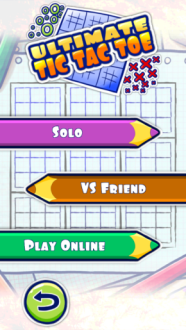 ULTIMATE
TIC TAC TOE
SOLO
VS FRIEND
PLAY ONLINE